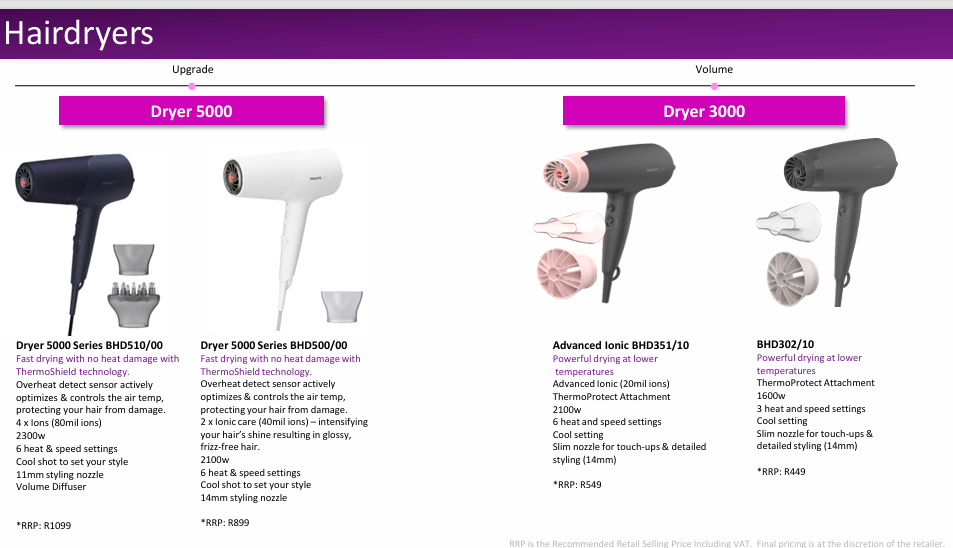 Hairdryers
Upgrade
Volume
Dryer 5000
Dryer 3000
Dryer 5000 Series BHD510/00
Fast drying with no heat damage with
ThermoShield technology.
Overheat detect sensor actively
optimizes & controls the air temp,
protecting your hair from damage.
4 x Ions (80mil ions)
2300w
6 heat & speed settings
Cool shot to set your style
11mm styling nozzle
Volume Diffuser
*RRP: R1099
Dryer 5000 Series BHD500/00
Fast drying with no heat damage with
ThermoShield technology.
Overheat detect sensor actively
optimizes & controls the air temp,
protecting your hair from damage.
2 x Ionic care (40mil ions) – intensifying
your hair's shine resulting in glossy,
frizz-free hair.
2100w
6 heat & speed settings
Cool shot to set your style
14mm styling nozzle
*RRP: R899
Advanced Ionic BHD351/10
Powerful drying at lower
temperatures
Advanced Ionic (20mil ions)
ThermoProtect Attachment
2100w
6 heat and speed settings
Cool setting
Slim nozzle for touch-ups & detailed
styling (14mm)
*RRP: R549
BHD302/10
Powerful drying at lower
temperatures
ThermoProtect Attachment
1600w
3 heat and speed settings
Cool setting
Slim nozzle for touch-ups &
detailed styling (14mm)
*RRP: R449
RRP is the Recommended Retail Selling Price Including VAT. Final pricing is at the discretion of the retailer.